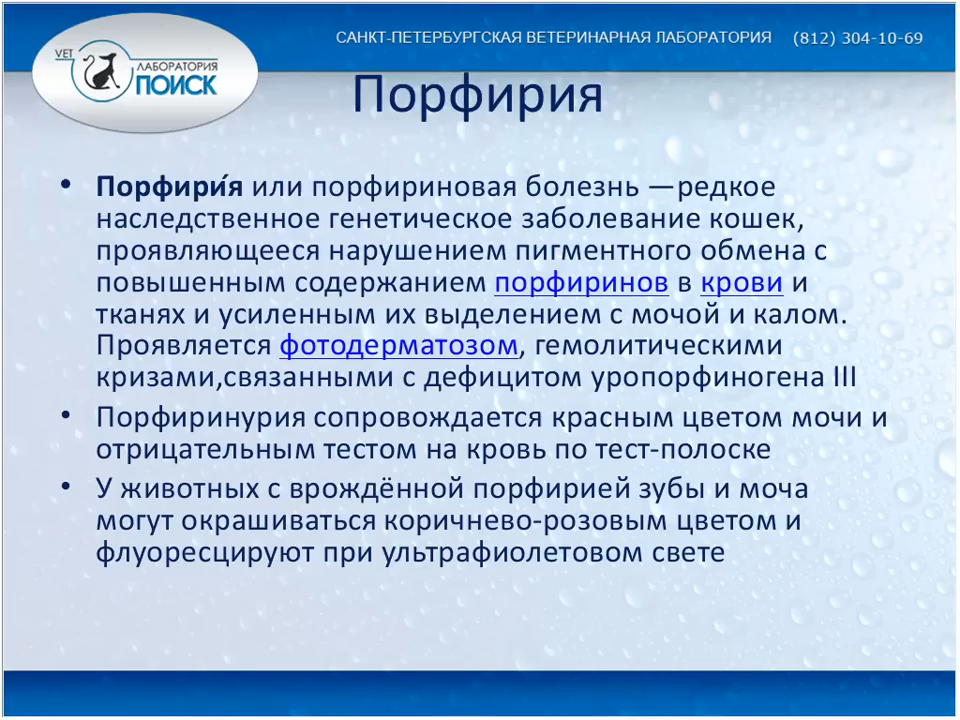 САНКТ-ПЕТЕРБУРГСКАЯ ВЕТЕРИНАРНАЯ ЛАБОРАТОРИЯ (812) 304-10-69
VET
ЛАБОРАТОРИЯ
ПОИСК
Порфирия
• Порфири́я или порфириновая болезнь —редкое
наследственное генетическое заболевание кошек,
проявляющееся нарушением пигментного обмена с
повышенным содержанием порфиринов в крови и
тканях и усиленным их выделением с мочой и калом.
Проявляется фотодерматозом, гемолитическими
кризами,связанными с дефицитом уропорфиногена III
• Порфиринурия сопровождается красным цветом мочи и
отрицательным тестом на кровь по тест-полоске
• У животных с врождённой порфирией зубы и моча
могут окрашиваться коричнево-розовым цветом и
флуоресцируют при ультрафиолетовом свете